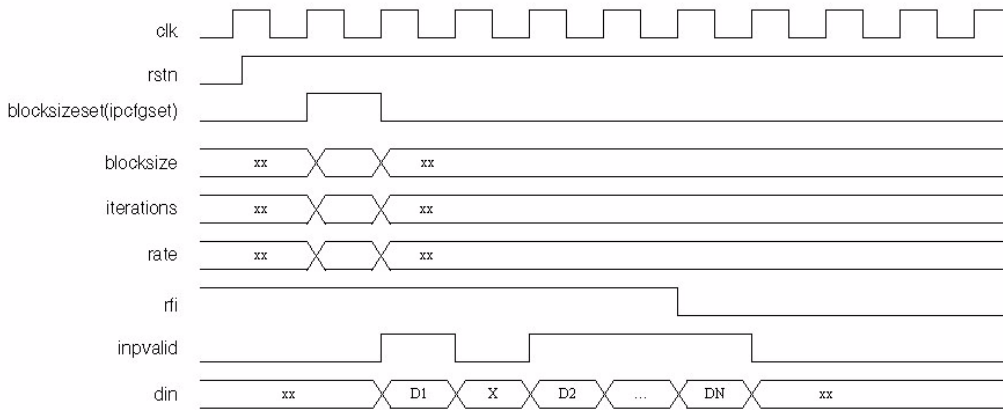 clk
rstn
blocksizeset(ipcfgset)
blocksize xx xx
iterations xx xx
rate xx xx
rfi
inpvalid
din xx D1 X D2 ... DN xx